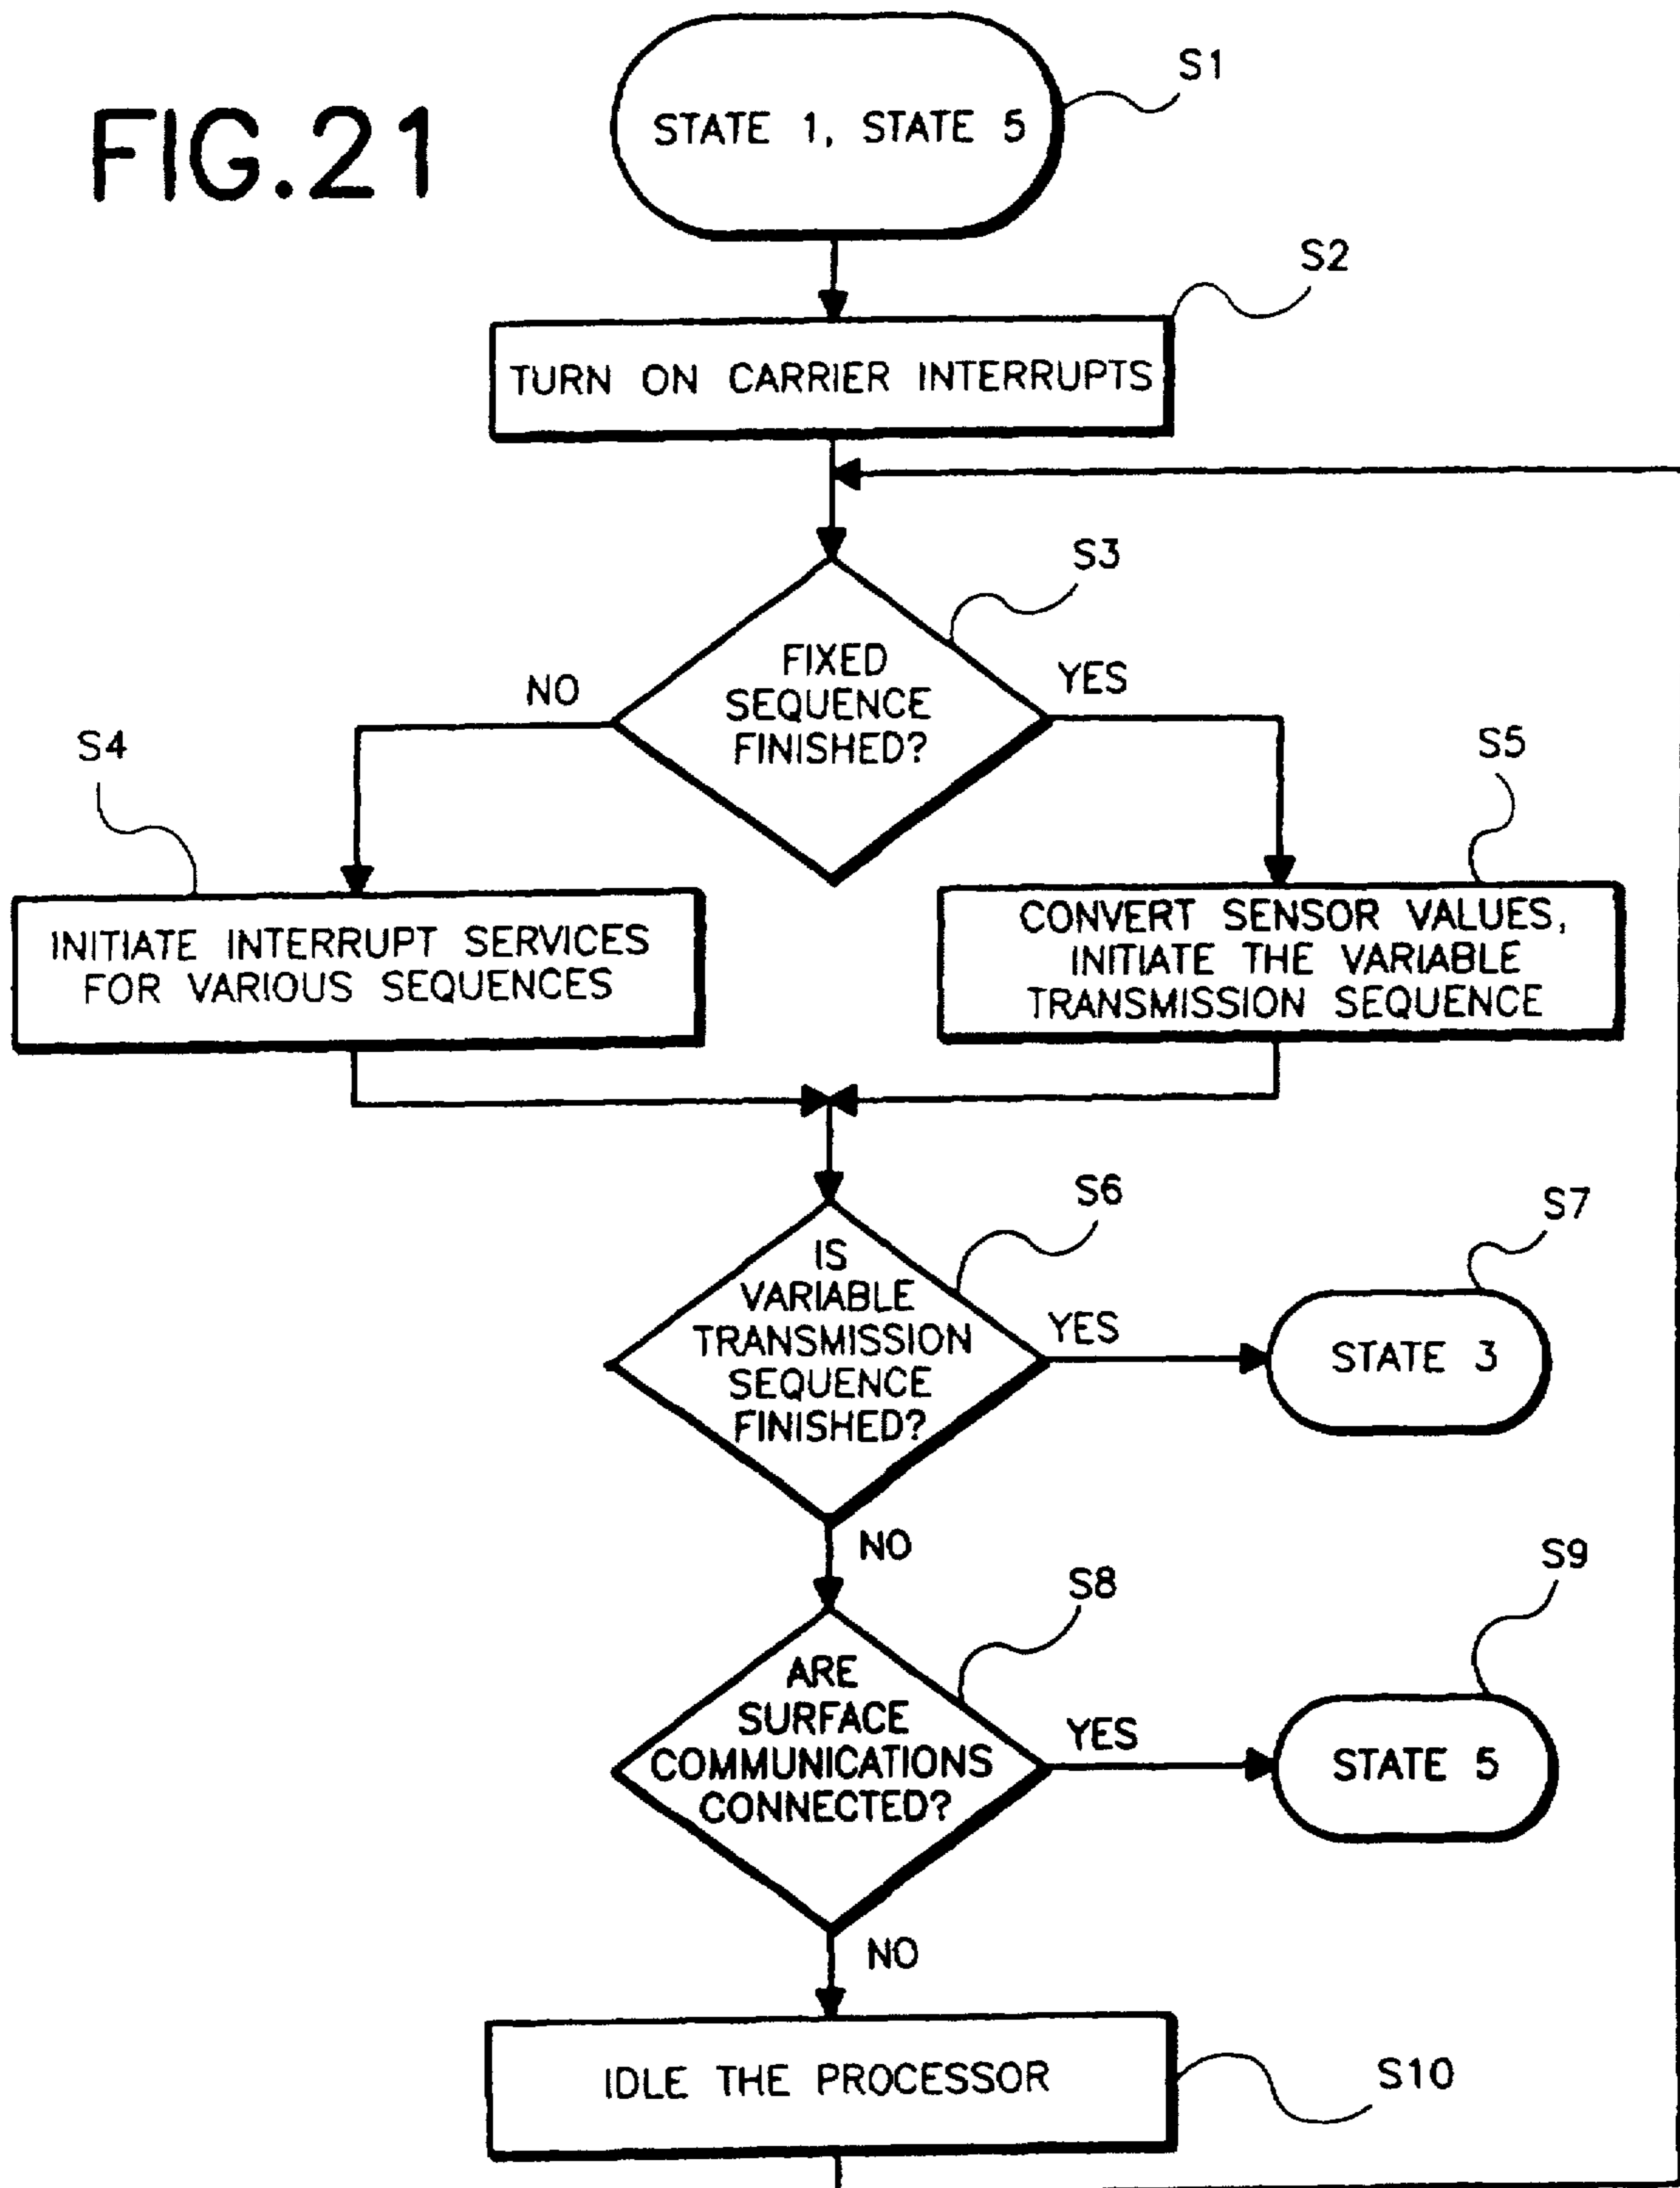 FIG.21
STATE 1, STATE 5
S1
S2
TURN ON CARRIER INTERRUPTS
S3
FIXED
SEQUENCE
FINISHED?
NO
YES
S4
S5
INITIATE INTERRUPT SERVICES
FOR VARIOUS SEQUENCES
CONVERT SENSOR VALUES,
INITIATE THE VARIABLE
TRANSMISSION SEQUENCE
S6
S7
IS
VARIABLE
TRANSMISSION
SEQUENCE
FINISHED?
YES
STATE 3
NO
S8
S9
ARE
SURFACE
COMMUNICATIONS
CONNECTED?
YES
STATE 5
NO
IDLE THE PROCESSOR
S10